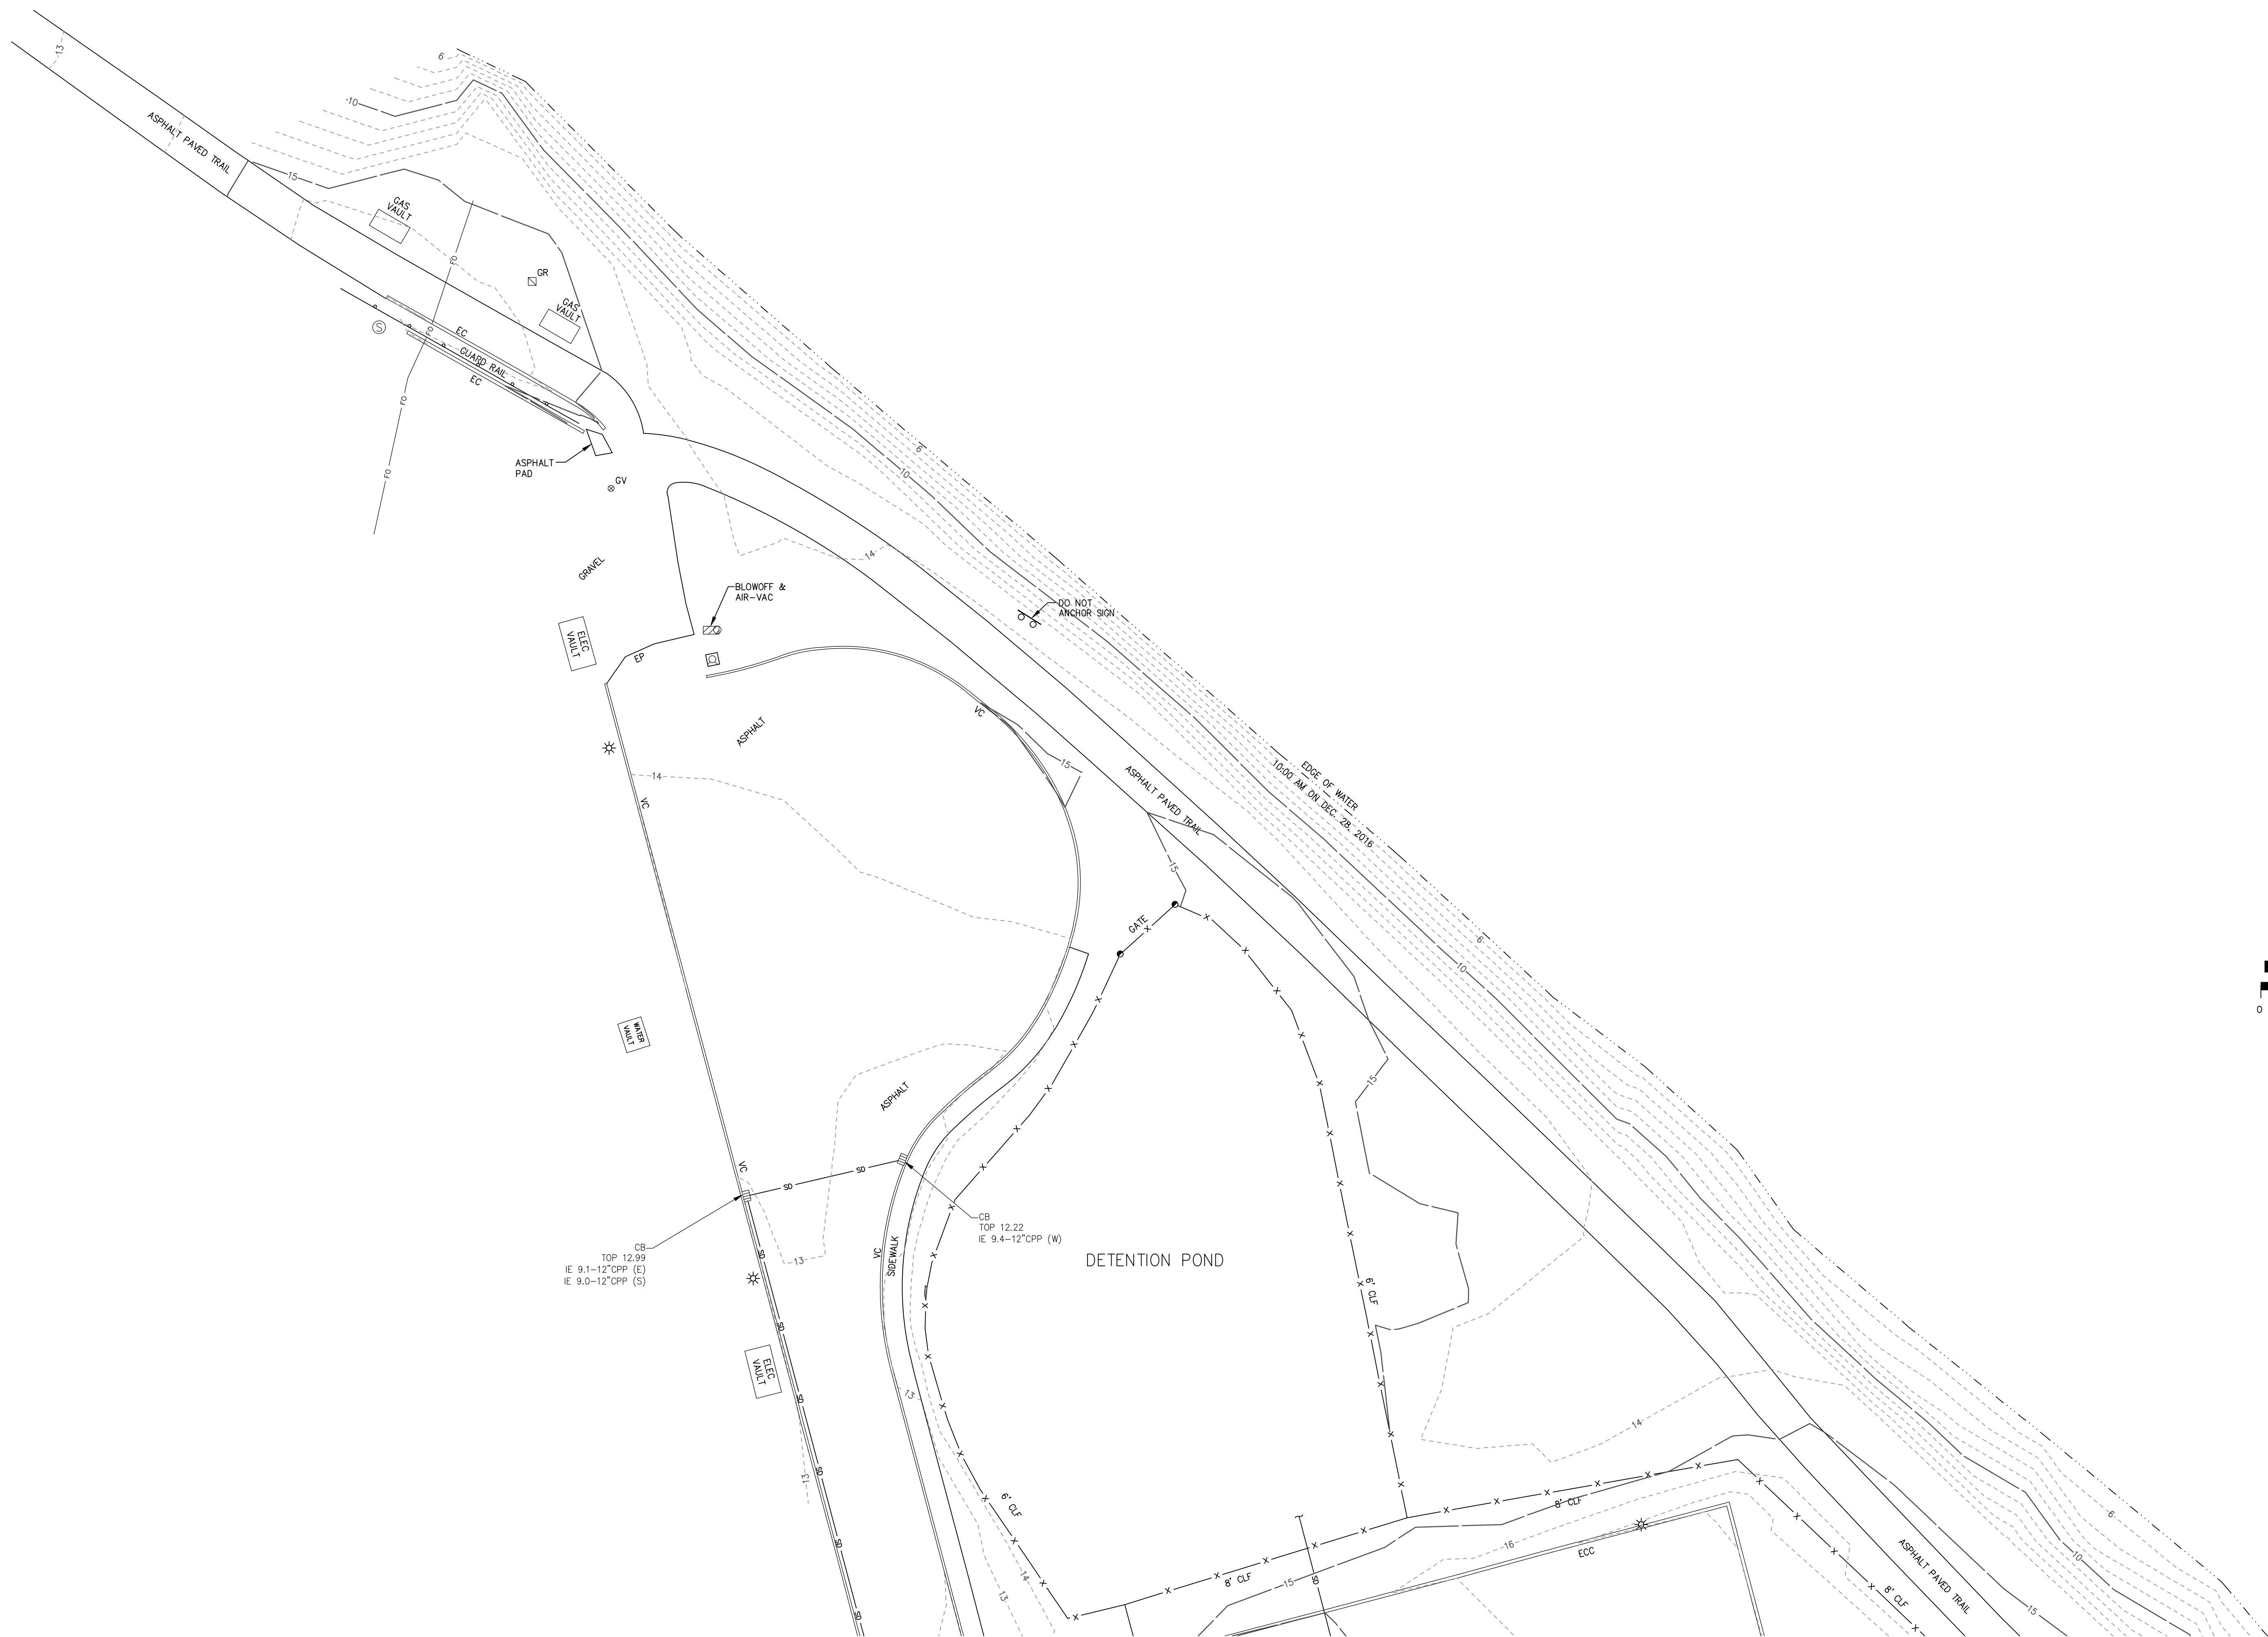 13
6
10
ASPHALT PAVED TRAIL
15
GAS
VAULT
FO
GR
GAS
VAULT
P
P
S
FO
EC
P
GUARD RAIL
P
P
EC
P
FO
6
10
ASPHALT
PAD
FO
GV
14
GRAVEL
BLOWOFF &
AIR-VAC
DO NOT
ANCHOR SIGN
ELEC
VAULT
EP
VC
ASPHALT
14
VC
15
ASPHALT PAVED TRAIL
EDGE OF WATER
10:00 AM ON DEC. 28, 2016
15
GATE
X
X
X
6
10
X
X
0
WATER
VAULT
X
X
X
X
15
ASPHALT
X
X
X
VC
SD
SD
X
X
CB
TOP 12.22
IE 9.4-12"CPP (W)
X
X
VC
SIDEWALK
CB
TOP 12.99
IE 9.1-12"CPP (E)
IE 9.0-12"CPP (S)
SD
13
X
DETENTION POND
X
6' CLF
X
SD
X
X
ELEC
VAULT
13
X
SD
X
14
X
X
13
SD
X
X
X
X
X
X
X
6' CLF
X
8' CLF
X
X
6
SD
X
X
X
X
16
ECC
X
ASPHALT PAVED TRAIL
10
14
X
X
X
8' CLF
15
SD
X
8' CLF
13
15
SD
X
X